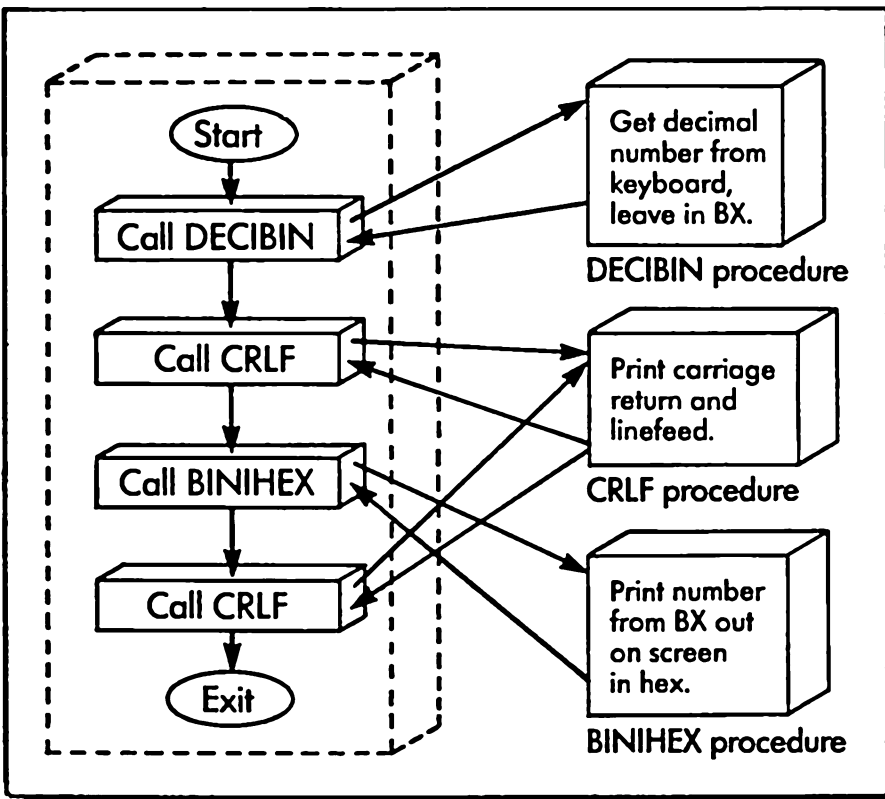 Start
Call DECIBIN
Call CRLF
Call BINIHEX
Call CRLF
Exit
Get decimal
number from
keyboard,
leave in BX.
DECIBIN procedure
Print carriage
return and
linefeed.
CRLF procedure
Print number
from BX out
on screen
in hex.
BINIHEX procedure